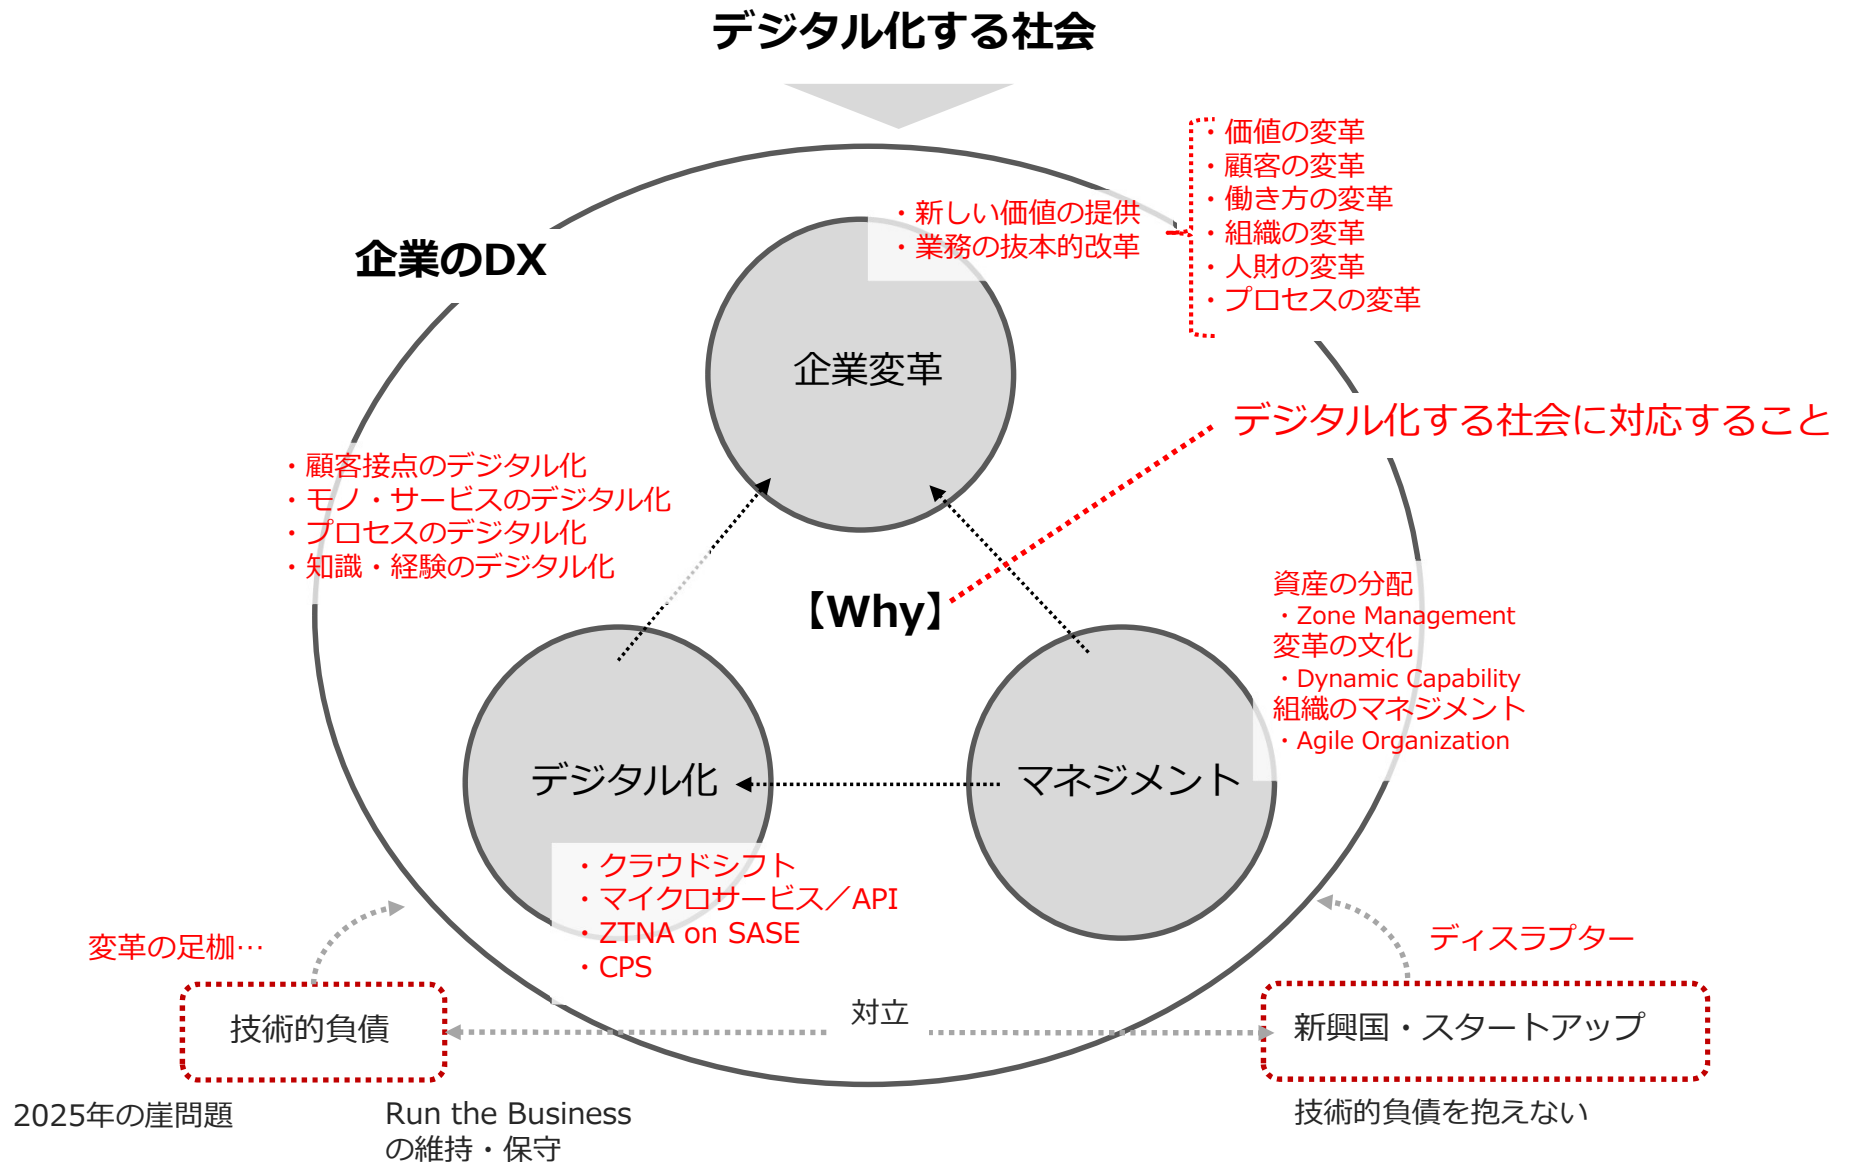 デジタル化する社会
・価値の変革
・顧客の変革
・働き方の変革
・組織の変革
・人財の変革
・プロセスの変革
・新しい価値の提供
・業務の抜本的改革
企業のDX
企業変革
デジタル化する社会に対応すること
・顧客接点のデジタル化
・モノ・サービスのデジタル化
・プロセスのデジタル化
・知識・経験のデジタル化
【Why】
資産の分配
・Zone Management
変革の文化
・Dynamic Capability
組織のマネジメント
・Agile Organization
デジタル化
マネジメント
・クラウドシフト
・マイクロサービス／API
・ZTNA on SASE
・CPS
変革の足枷…
ディスラプター
技術的負債
対立
新興国・スタートアップ
2025年の崖問題
Run the Business
の維持・保守
技術的負債を抱えない